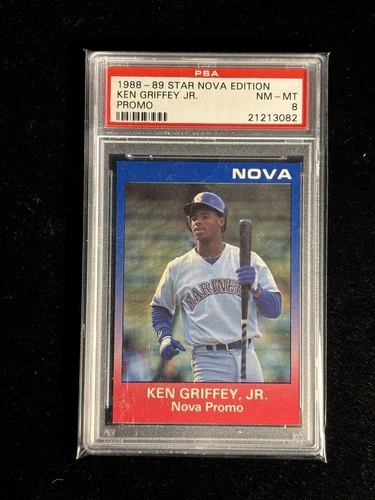 PSA
1988-89 STAR NOVA EDITION
KEN GRIFFEY JR. NM-MT
PROMO 8
21213082
NOVA
MARINERS
KEN GRIFFEY, JR.
Nova Promo